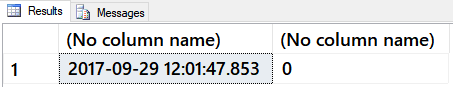 Results Messages
(No column name) (No column name)
1 2017-09-29 12:01:47.853 0